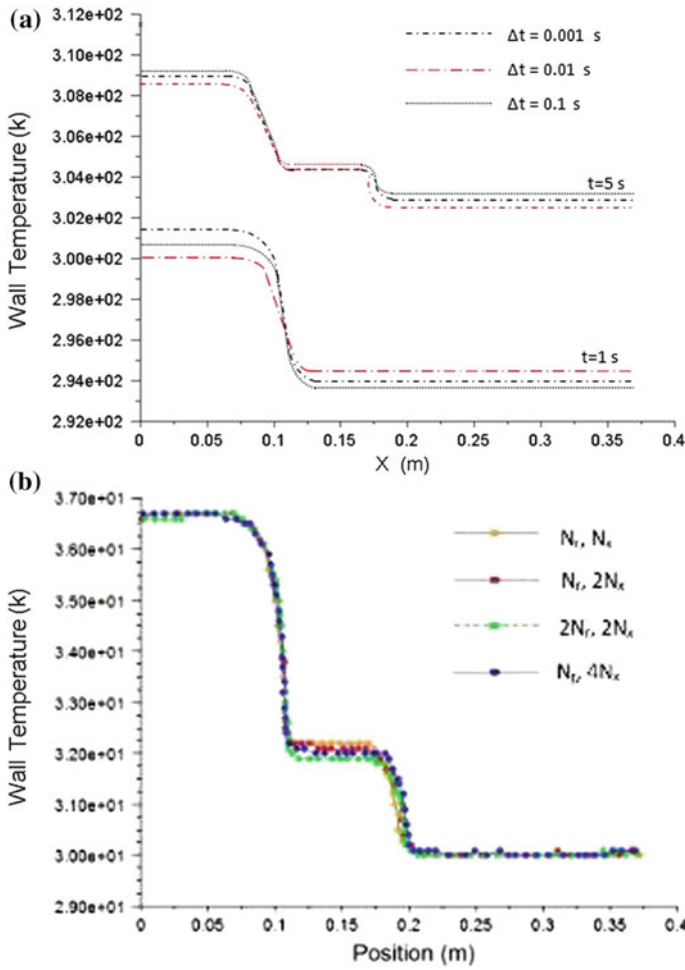 (a)
3.12e+02
3.10e+02
3.08e+02
3.06e+02
3.04e+02
3.02e+02
3.00e+02
2.98e+02
2.96e+02
2.94e+02
2.92e+02
Wall Temperature (k)
Δt = 0.001 s
Δt = 0.01 s
Δt = 0.1 s
t=5 s
t=1 s
0 0.05 0.1 0.15 0.2 0.25 0.3 0.35 0.4
X (m)
(b)
3.70e+01
3.60e+01
3.50e+01
3.40e+01
3.30e+01
3.20e+01
3.10e+01
3.00e+01
2.90e+01
Wall Temperature (k)
Nr, Nx
Nr, 2Nx
2Nr, 2Nx
Nr, 4Nx
0 0.05 0.1 0.15 0.2 0.25 0.3 0.35 0.4
Position (m)